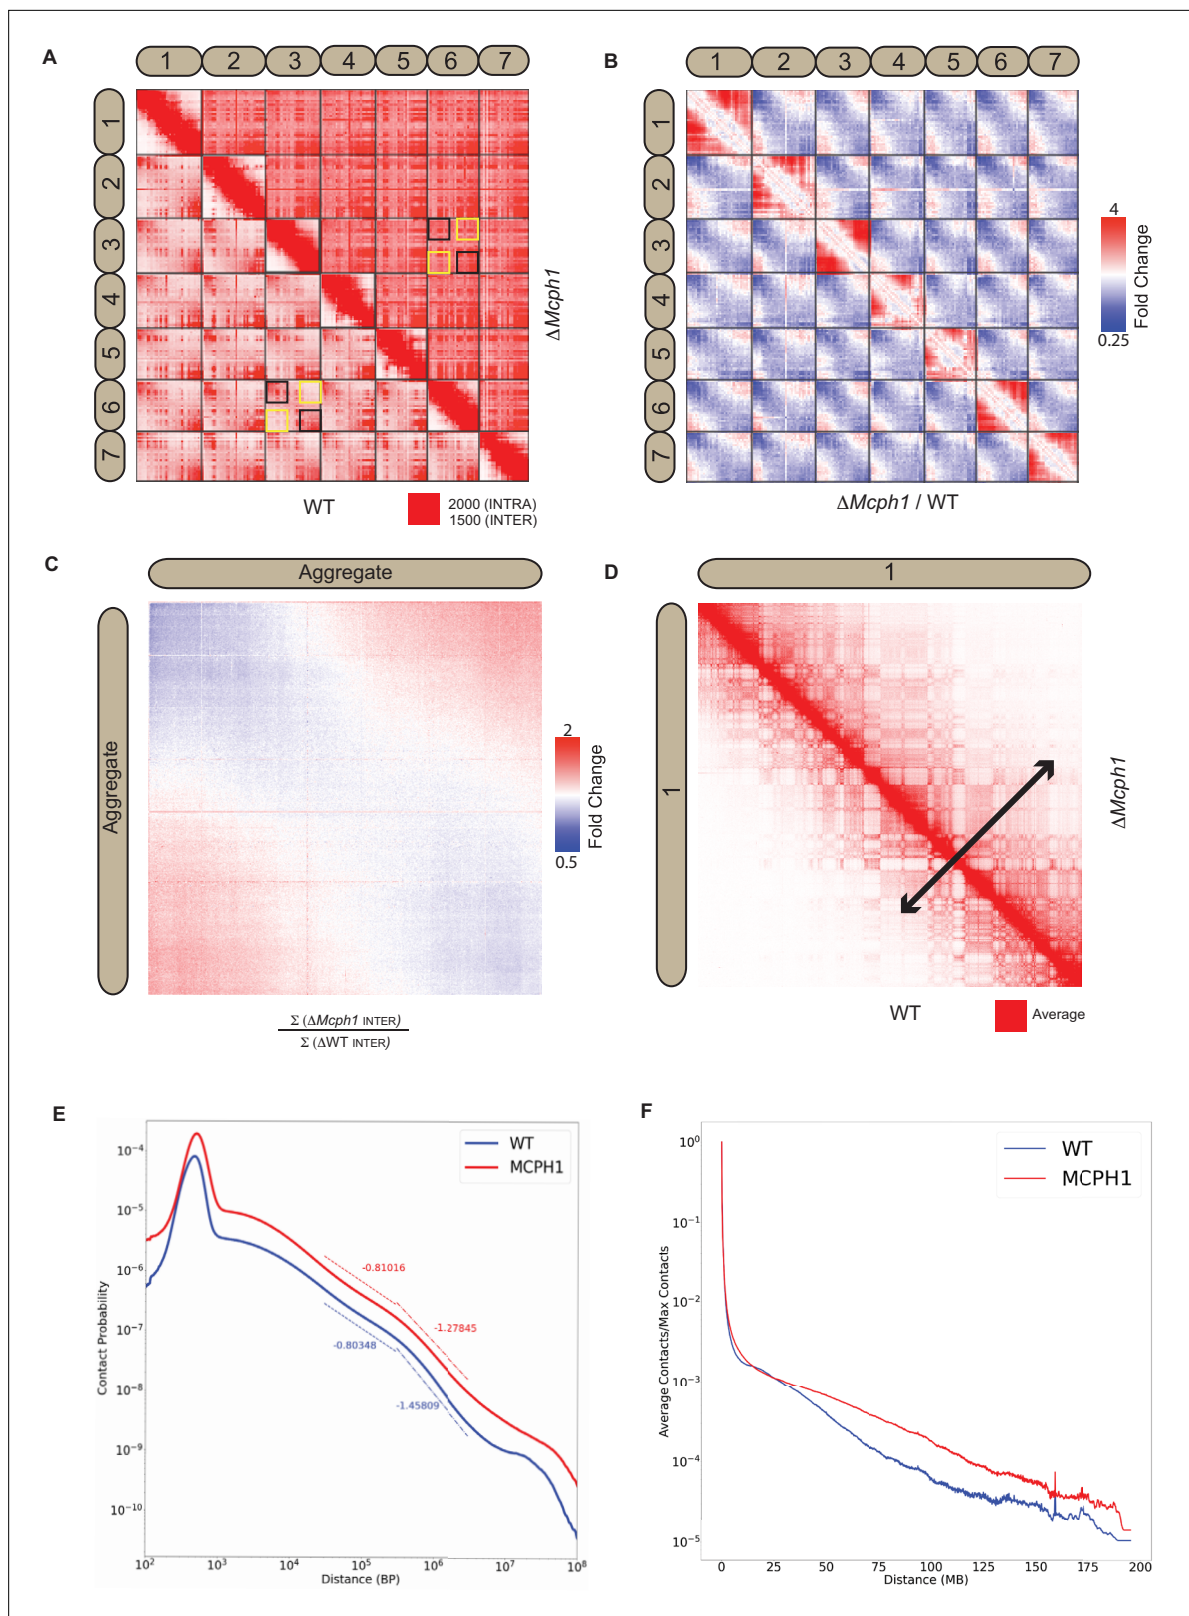 A
1 2 3 4 5 6 7
1
2
3
4
5
6
7
ΔMcph1
WT
2000 (INTRA)
1500 (INTER)
B
1 2 3 4 5 6 7
1
2
3
4
5
6
7
4
Fold Change
0.25
ΔMcph1 / WT
C
Aggregate
Aggregate
2
Fold Change
0.5
Σ (ΔMcph1 INTER)
Σ (ΔWT INTER)
D
1
1
ΔMcph1
WT
Average
E
WT
MCPH1
10⁻⁴
10⁻⁵
10⁻⁶
10⁻⁷
10⁻⁸
10⁻⁹
10⁻¹⁰
Contact Probability
-0.81016
-1.27845
-0.80348
-1.45809
10² 10³ 10⁴ 10⁵ 10⁶ 10⁷ 10⁸
Distance (BP)
F
WT
MCPH1
10⁰
10⁻¹
10⁻²
10⁻³
10⁻⁴
10⁻⁵
Average Contacts/Max Contacts
0 25 50 75 100 125 150 175 200
Distance (MB)